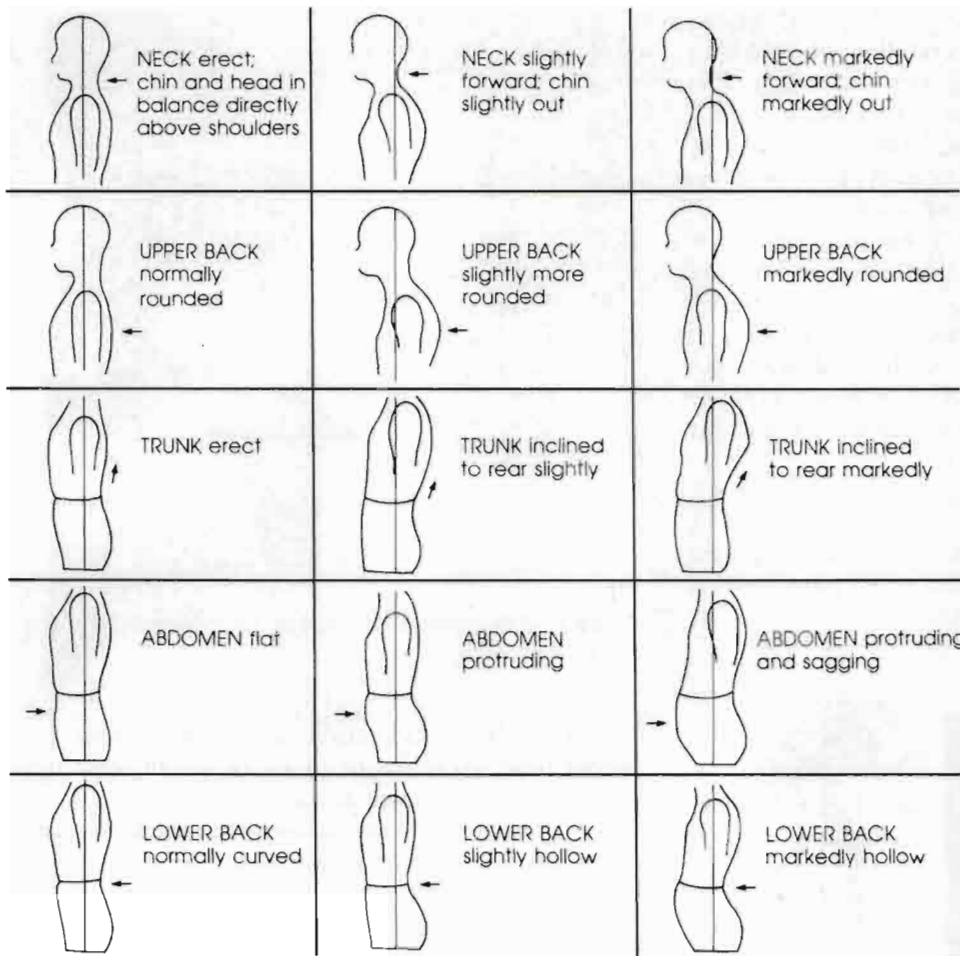 NECK erect;
chin and head in
balance directly
above shoulders
NECK slightly
forward; chin
slightly out
NECK markedly
forward; chin
markedly out
UPPER BACK
normally
rounded
UPPER BACK
slightly more
rounded
UPPER BACK
markedly rounded
TRUNK erect
TRUNK inclined
to rear slightly
TRUNK inclined
to rear markedly
ABDOMEN flat
ABDOMEN
protruding
ABDOMEN protruding
and sagging
LOWER BACK
normally curved
LOWER BACK
slightly hollow
LOWER BACK
markedly hollow